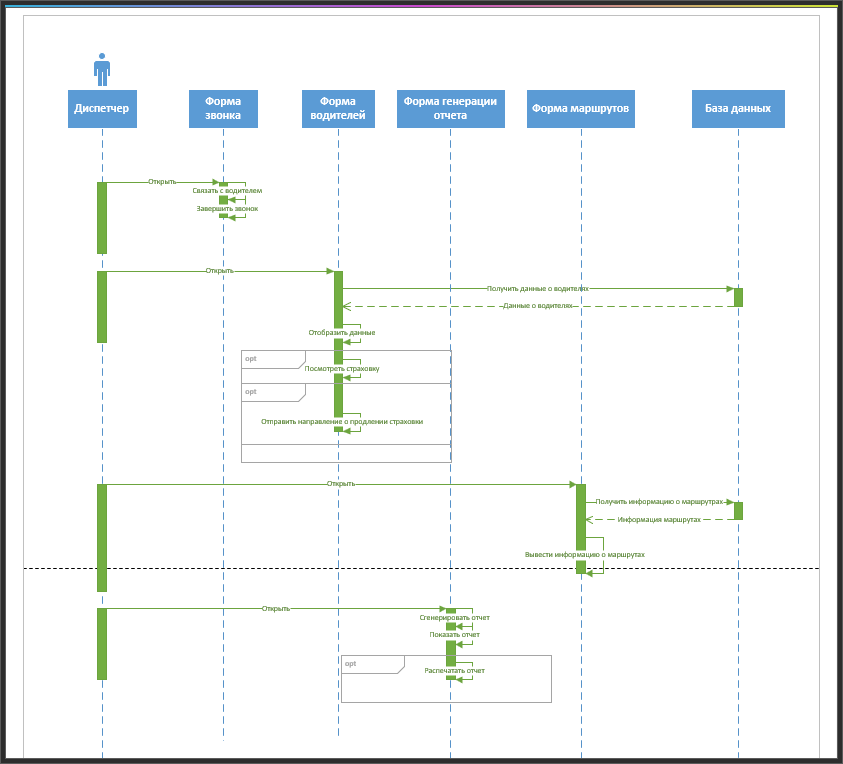 Диспетчер
Форма
звонка
Форма
водителей
Форма генерации
отчета
Форма маршрутов
База данных
Открыть
Связать с водителем
Завершить звонок
Открыть
Получить данные о водителях
Данные о водителях
Отобразить данные
opt
Посмотреть страховку
opt
Отправить направление о продлении страховки
Открыть
Получить информацию о маршрутрах
Информация маршрутах
Вывести информацию о маршрутах
Открыть
Сгенерировать отчет
Показать отчет
opt
Распечатать отчет